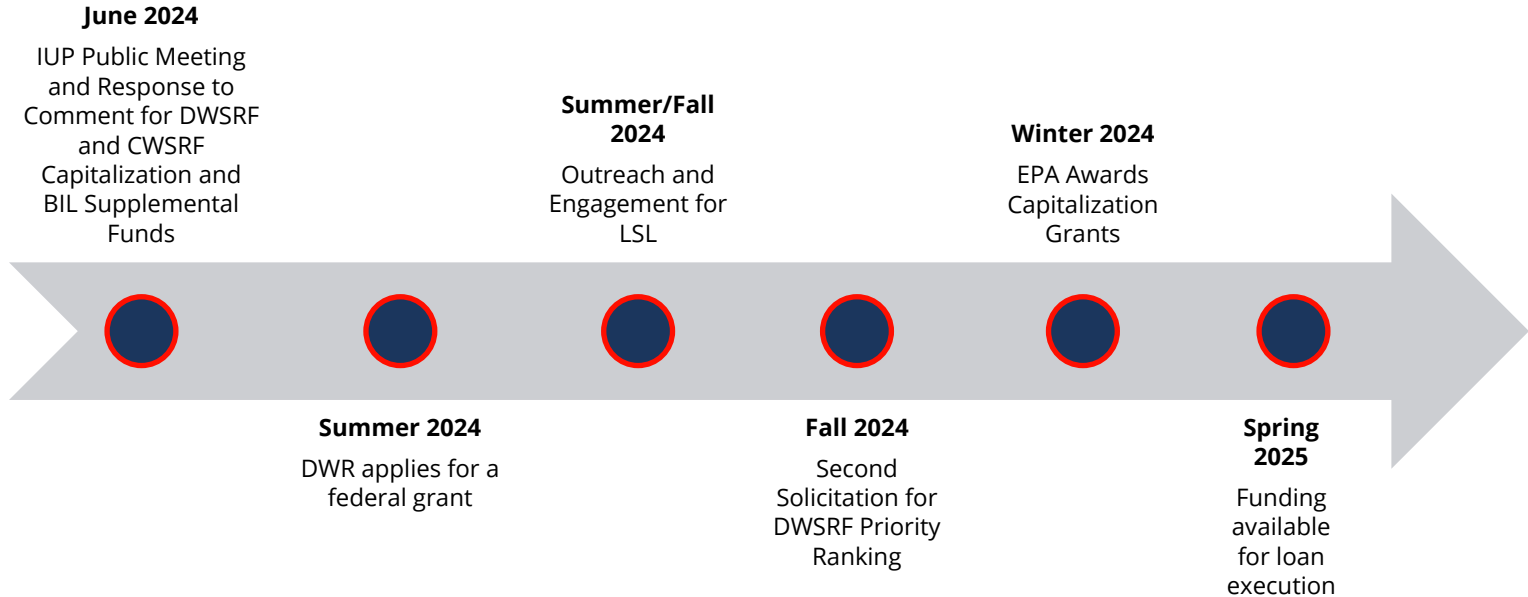 June 2024
IUP Public Meeting
and Response to
Comment for DWSRF
and CWSRF
Capitalization and
BIL Supplemental
Funds
Summer 2024
DWR applies for a
federal grant
Summer/Fall
2024
Outreach and
Engagement for
LSL
Fall 2024
Second
Solicitation for
DWSRF Priority
Ranking
Winter 2024
EPA Awards
Capitalization
Grants
Spring
2025
Funding
available
for loan
execution